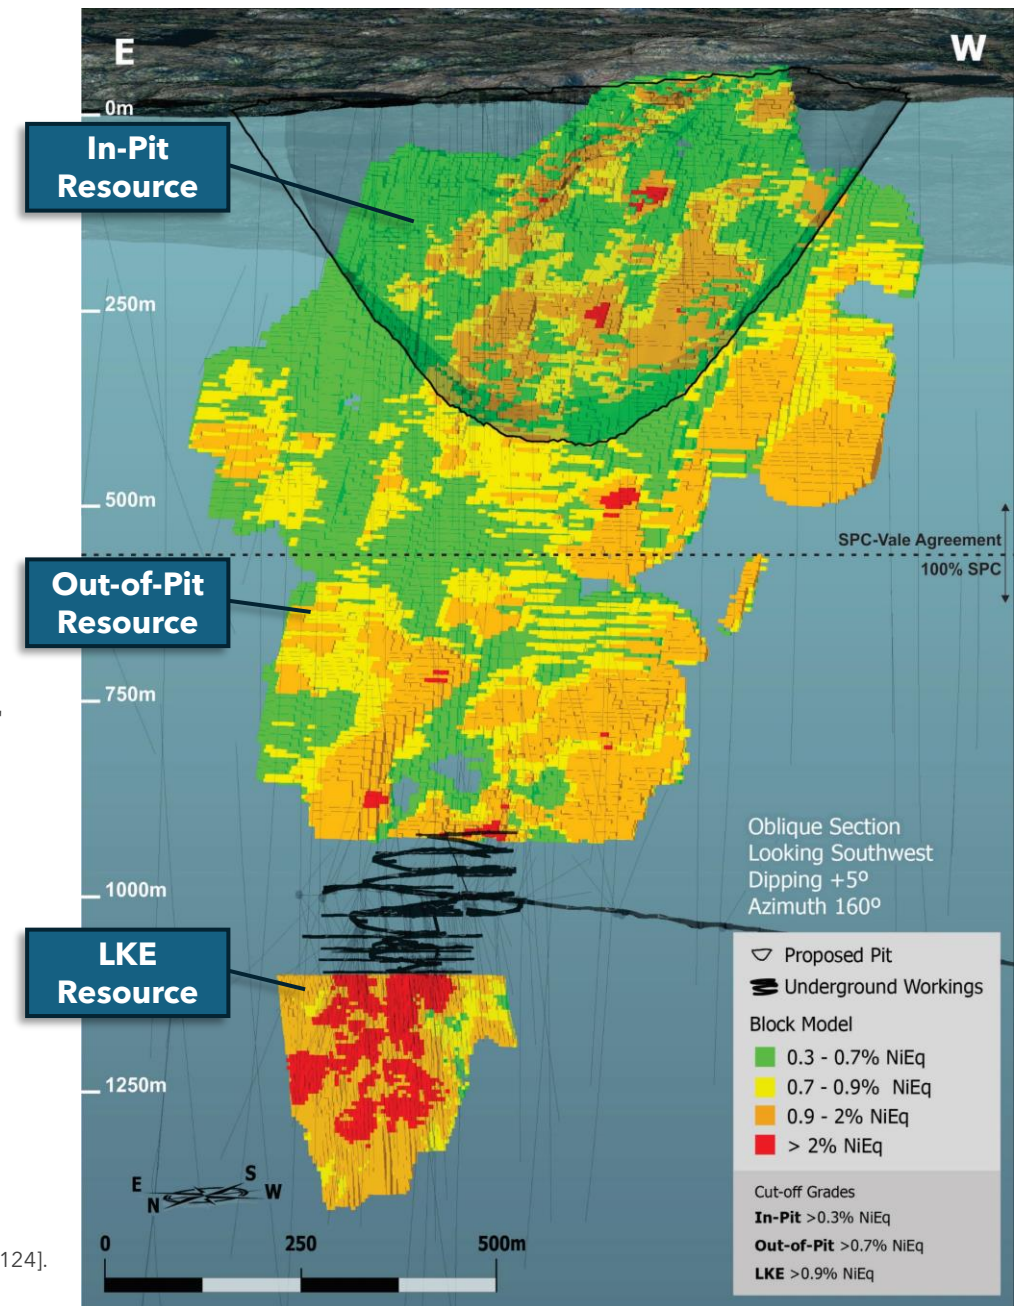 E
W
0m
In-Pit
Resource
250m
500m
SPC-Vale Agreement
100% SPC
Out-of-Pit
Resource
750m
Oblique Section
Looking Southwest
Dipping +5º
Azimuth 160º
1000m
LKE
Resource
Proposed Pit
Underground Workings
Block Model
0.3 - 0.7% NiEq
0.7 - 0.9% NiEq
0.9 - 2% NiEq
> 2% NiEq
1250m
E
S
N
W
Cut-off Grades
In-Pit >0.3% NiEq
Out-of-Pit >0.7% NiEq
LKE >0.9% NiEq
0
250
500m
124].